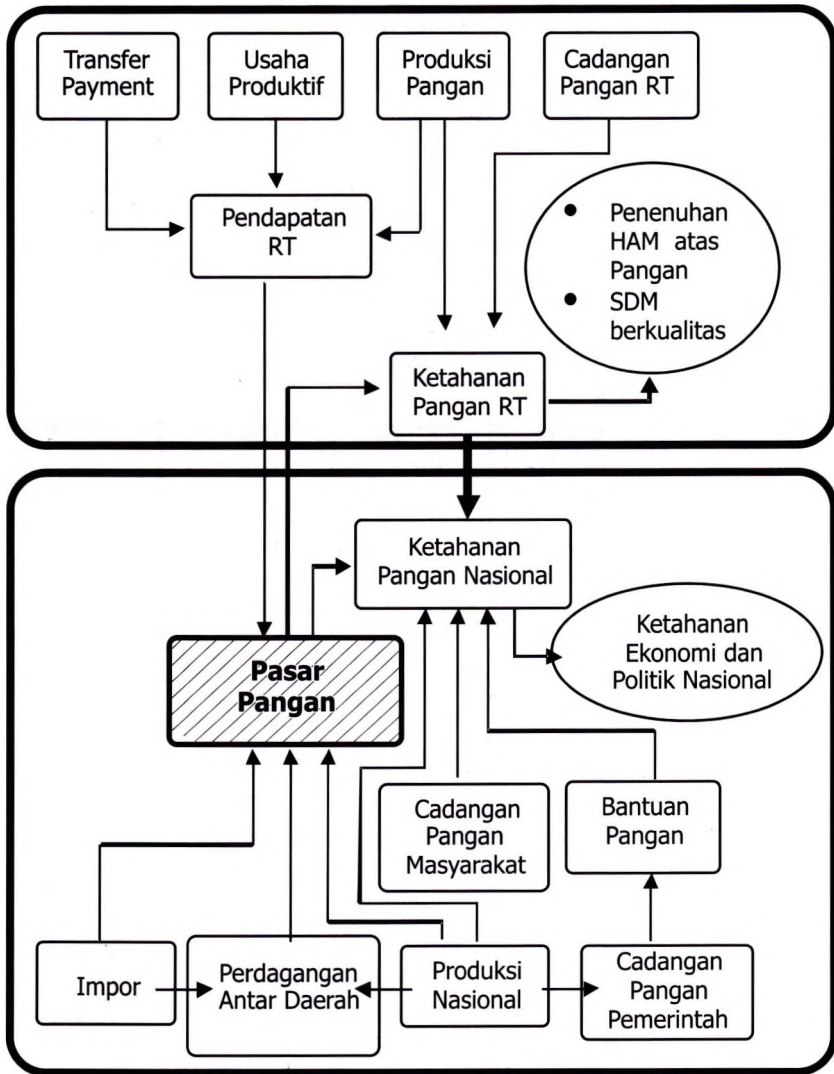 Transfer
Payment
Usaha
Produktif
Produksi
Pangan
Cadangan
Pangan RT
Pendapatan
RT
● Penenuhan
HAM atas
Pangan
● SDM
berkualitas
Ketahanan
Pangan RT
Ketahanan
Pangan Nasional
Ketahanan
Ekonomi dan
Politik Nasional
Pasar
Pangan
Cadangan
Pangan
Masyarakat
Bantuan
Pangan
Impor
Perdagangan
Antar Daerah
Produksi
Nasional
Cadangan
Pangan
Pemerintah